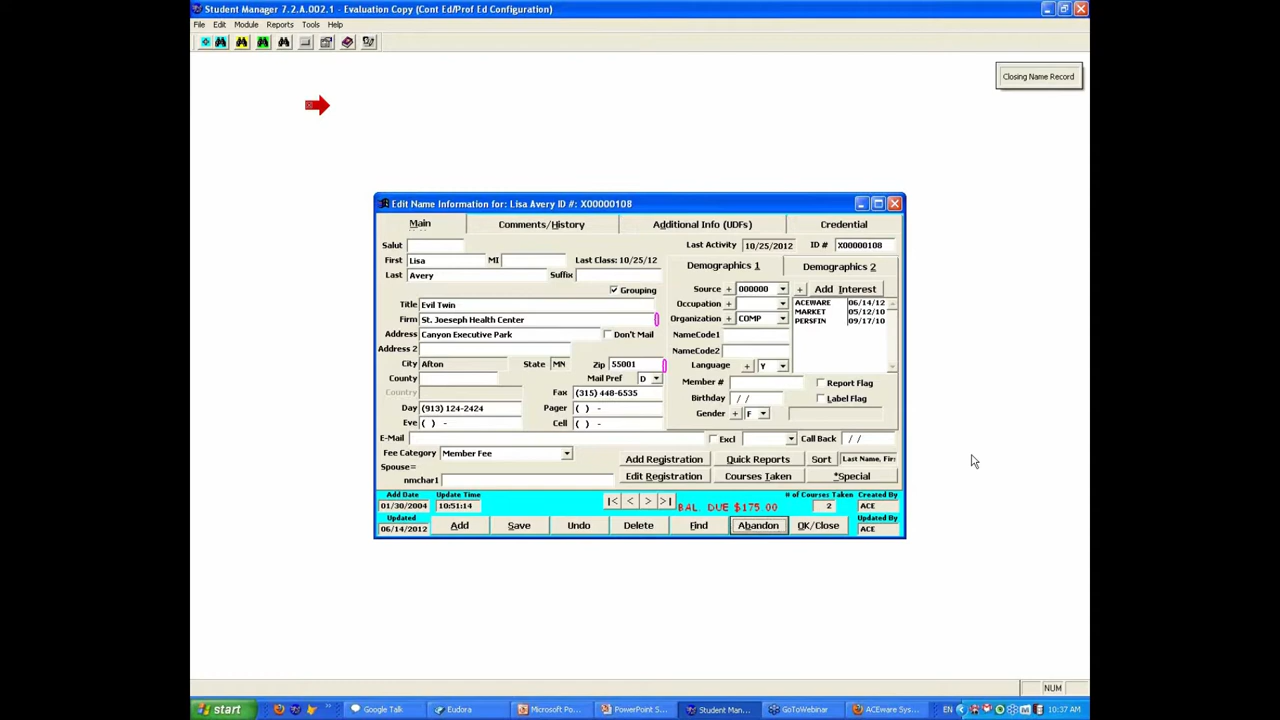 Student Manager 7.2.A.002.1 - Evaluation Copy (Cont Ed/Prof Ed Configuration)
File Edit Module Reports Tools Help
Closing Name Record
Edit Name Information for: Lisa Avery ID #: X00000108
Main Comments/History Additional Info (UDFs) Credential
Salut Last Activity 10/25/2012 ID # X00000108
First Lisa MI Last Class: 10/25/12 Demographics 1 Demographics 2
Last Avery Suffix
Grouping Source + 000000 + Add Interest
Title Evil Twin Occupation + ACEWARE 06/14/12
MARKET 05/12/10
Firm St. Joeseph Health Center Organization + COMP PERSFIN 09/17/10
Address Canyon Executive Park Don't Mail NameCode1
Address 2 NameCode2
City Afton State MN Zip 55001 Language + Y
County Mail Pref D Member # Report Flag
Country Fax (315) 448-6535 Birthday / / Label Flag
Day (913) 124-2424 Pager ( ) - Gender + F
Eve ( ) - Cell ( ) -
E-Mail Excl Call Back / /
Fee Category Member Fee Add Registration Quick Reports Sort Last Name, Firs
Spouse=
nmchar1 Edit Registration Courses Taken *Special
Add Date Update Time # of Courses Taken Created By
01/30/2004 10:51:14 |< < > >| BAL. DUE $175.00 2 ACE
Updated Updated By
06/14/2012 Add Save Undo Delete Find Abandon OK/Close ACE
NUM
start Google Talk Eudora Microsoft Po... PowerPoint S... Student Man... GoToWebinar ACEware Sys... EN 10:37 AM